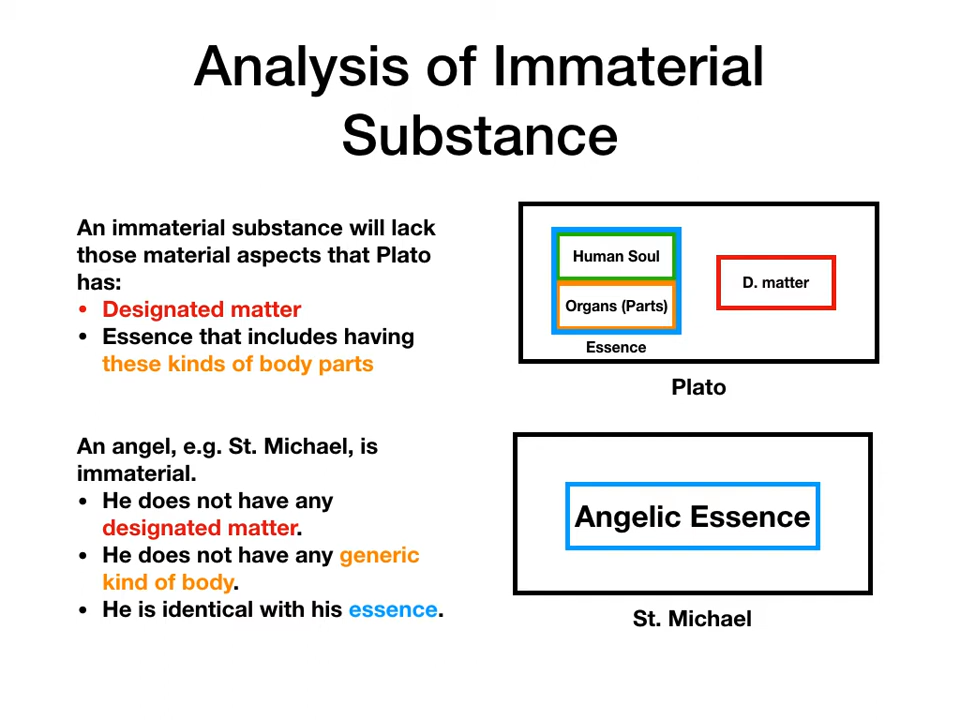 Analysis of Immaterial
Substance
An immaterial substance will lack
those material aspects that Plato
has:
• Designated matter
• Essence that includes having
these kinds of body parts
Human Soul
Organs (Parts)
Essence
D. matter
Plato
An angel, e.g. St. Michael, is
immaterial.
• He does not have any
designated matter.
• He does not have any generic
kind of body.
• He is identical with his essence.
Angelic Essence
St. Michael